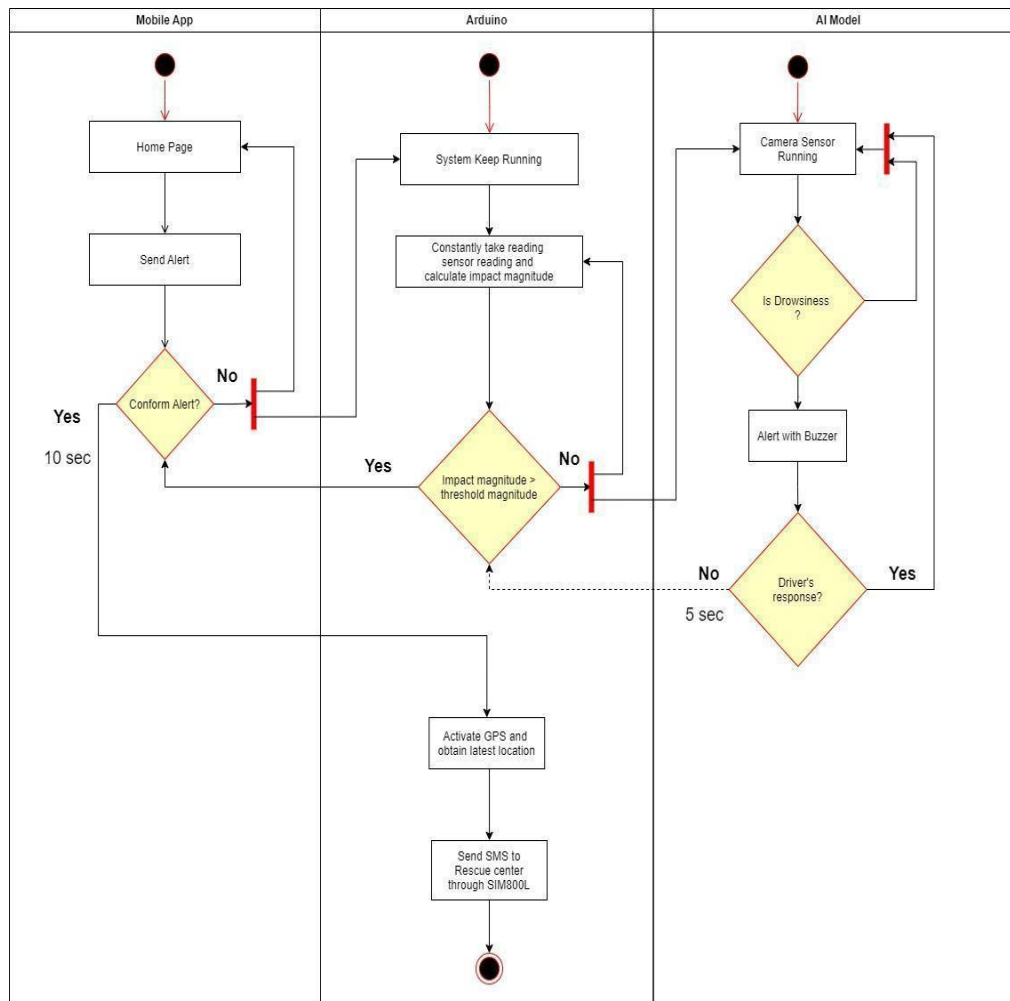 Mobile App
Arduino
AI Model
Home Page
System Keep Running
Camera Sensor
Running
Send Alert
Constantly take reading
sensor reading and
calculate impact magnitude
Is Drowsiness
?
No
Conform Alert?
Yes
10 sec
Alert with Buzzer
Yes
No
Impact magnitude >
threshold magnitude
No
Yes
Driver's
response?
5 sec
Activate GPS and
obtain latest location
Send SMS to
Rescue center
through SIM800L